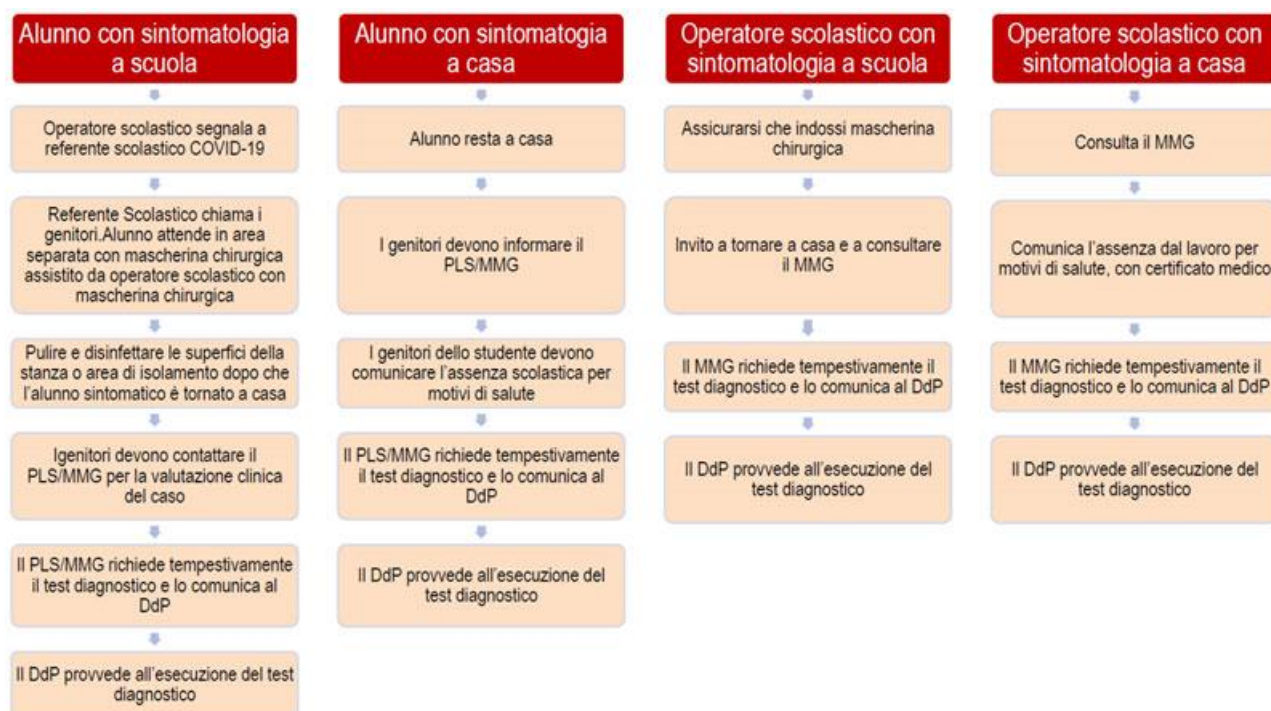 Alunno con sintomatologia
a scuola
Operatore scolastico segnala a
referente scolastico COVID-19
Referente Scolastico chiama i
genitori.Alunno attende in area
separata con mascherina chirurgica
assistito da operatore scolastico con
mascherina chirurgica
Pulire e disinfettare le superfici della
stanza o area di isolamento dopo che
l'alunno sintomatico è tornato a casa
Igenitori devono contattare il
PLS/MMG per la valutazione clinica
del caso
Il PLS/MMG richiede tempestivamente
il test diagnostico e lo comunica al
DdP
Il DdP provvede all'esecuzione del test
diagnostico
Alunno con sintomatogia
a casa
Alunno resta a casa
I genitori devono informare il
PLS/MMG
I genitori dello studente devono
comunicare l'assenza scolastica per
motivi di salute
Il PLS/MMG richiede tempestivamente
il test diagnostico e lo comunica al
DdP
Il DdP provvede all'esecuzione del
test diagnostico
Operatore scolastico con
sintomatologia a scuola
Assicurarsi che indossi mascherina
chirurgica
Invito a tornare a casa e a consultare
il MMG
Il MMG richiede tempestivamente il
test diagnostico e lo comunica al DdP
Il DdP provvede all'esecuzione del
test diagnostico
Operatore scolastico con
sintomatologia a casa
Consulta il MMG
Comunica l'assenza dal lavoro per
motivi di salute, con certificato medico
Il MMG richiede tempestivamente il
test diagnostico e lo comunica al DdP
Il DdP provvede all'esecuzione del
test diagnostico